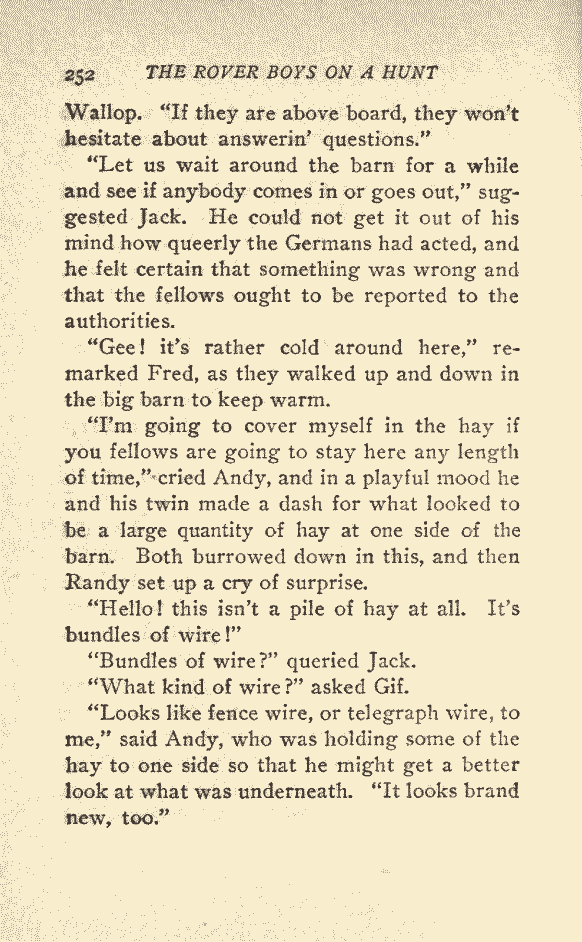 252 THE ROVER BOYS ON A HUNT
Wallop. “If they are above board, they won’t
hesitate about answerin’ questions.”
“Let us wait around the barn for a while
and see if anybody comes in or goes out,” sug-
gested Jack. He could not get it out of his
mind how queerly the Germans had acted, and
he felt certain that something was wrong and
that the fellows ought to be reported to the
authorities.
“Gee! it’s rather cold around here,” re-
marked Fred, as they walked up and down in
the big barn to keep warm.
“I’m going to cover myself in the hay if
you fellows are going to stay here any length
of time,” cried Andy, and in a playful mood he
and his twin made a dash for what looked to
be a large quantity of hay at one side of the
barn. Both burrowed down in this, and then
Randy set up a cry of surprise.
“Hello! this isn’t a pile of hay at all. It’s
bundles of wire!”
“Bundles of wire?” queried Jack.
“What kind of wire?” asked Gif.
“Looks like fence wire, or telegraph wire, to
me,” said Andy, who was holding some of the
hay to one side so that he might get a better
look at what was underneath. “It looks brand
new, too.”